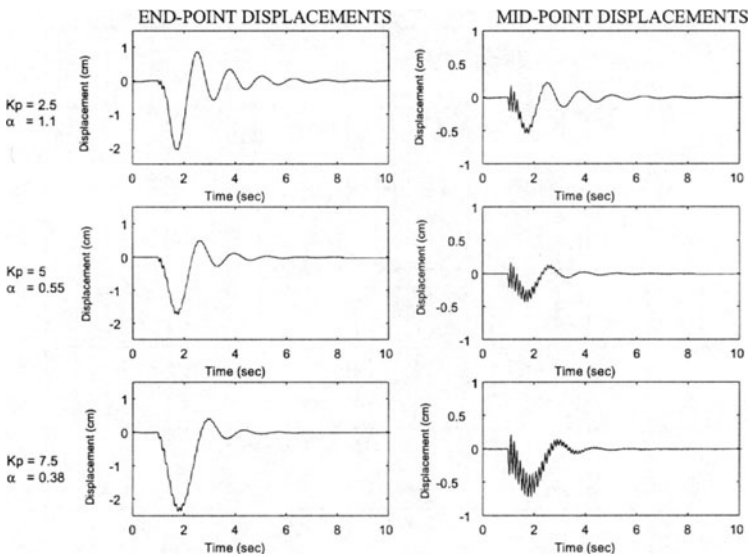 END-POINT DISPLACEMENTS
MID-POINT DISPLACEMENTS
Kp = 2.5
α = 1.1
Displacement (cm)
1
0
-1
-2
0 2 4 6 8 10
Time (sec)
Displacement (cm)
0.5
0
-0.5
-1
0 2 4 6 8 10
Time (sec)
Kp = 5
α = 0.55
Displacement (cm)
1
0
-1
-2
0 2 4 6 8 10
Time (sec)
Displacement (cm)
1
0.5
0
-0.5
-1
0 2 4 6 8 10
Time (sec)
Kp = 7.5
α = 0.38
Displacement (cm)
1
0
-1
-2
0 2 4 6 8 10
Time (sec)
Displacement (cm)
1
0.5
0
-0.5
-1
0 2 4 6 8 10
Time (sec)